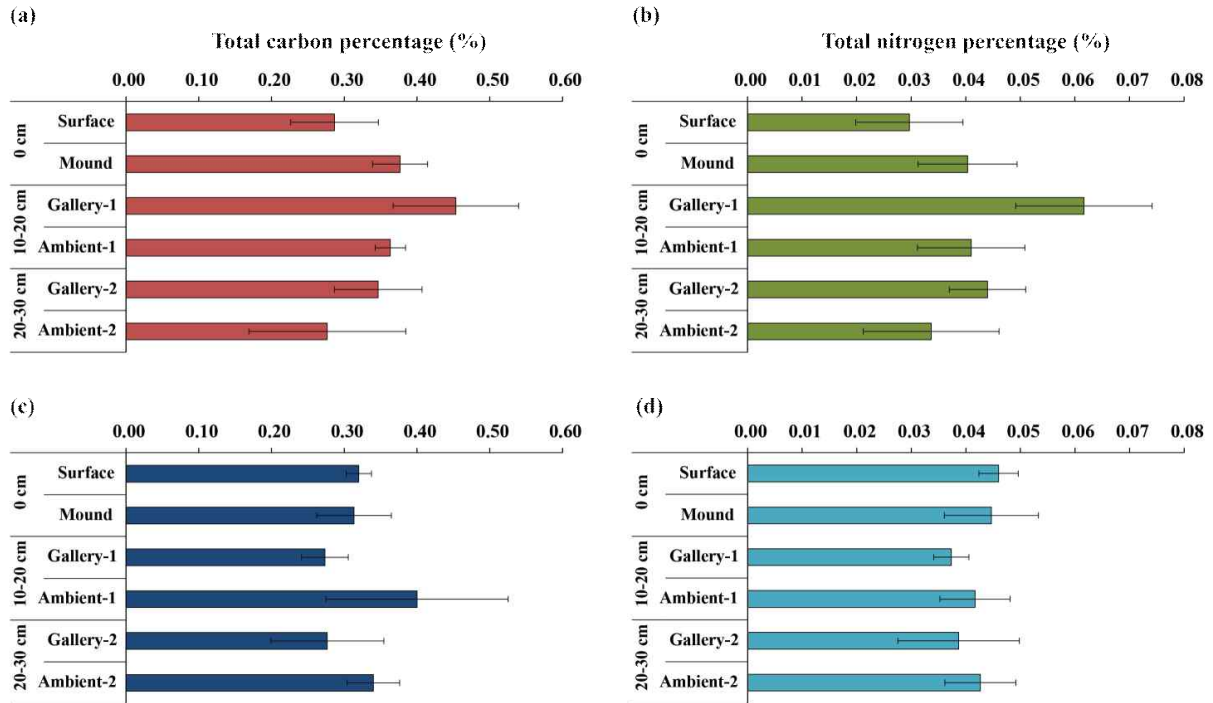 (a)
Total carbon percentage (%)
0.00 0.10 0.20 0.30 0.40 0.50 0.60
0 cm
Surface
Mound
10-20 cm
Gallery-1
Ambient-1
20-30 cm
Gallery-2
Ambient-2
(b)
Total nitrogen percentage (%)
0.00 0.01 0.02 0.03 0.04 0.05 0.06 0.07 0.08
0 cm
Surface
Mound
10-20 cm
Gallery-1
Ambient-1
20-30 cm
Gallery-2
Ambient-2
(c)
0.00 0.10 0.20 0.30 0.40 0.50 0.60
0 cm
Surface
Mound
10-20 cm
Gallery-1
Ambient-1
20-30 cm
Gallery-2
Ambient-2
(d)
0.00 0.01 0.02 0.03 0.04 0.05 0.06 0.07 0.08
0 cm
Surface
Mound
10-20 cm
Gallery-1
Ambient-1
20-30 cm
Gallery-2
Ambient-2